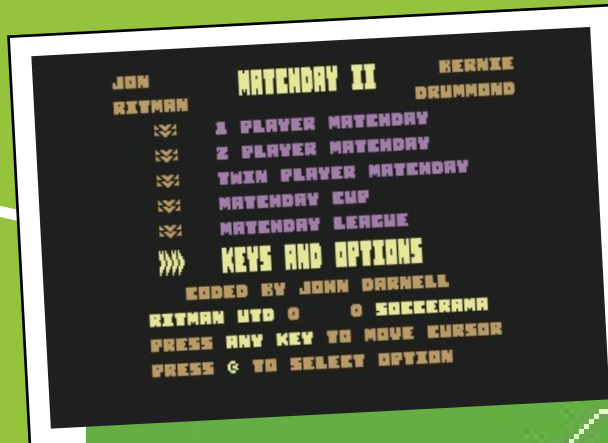 JON MATCHDAY II BERNIE
RITMAN DRUMMOND
1 PLAYER MATCHDAY
2 PLAYER MATCHDAY
TWIN PLAYER MATCHDAY
MATCHDAY CUP
MATCHDAY LEAGUE
KEYS AND OPTIONS
CODED BY JOHN DARNELL
RITMAN UTD 0 0 SOCCERAMA
PRESS ANY KEY TO MOVE CURSOR
PRESS C TO SELECT OPTION